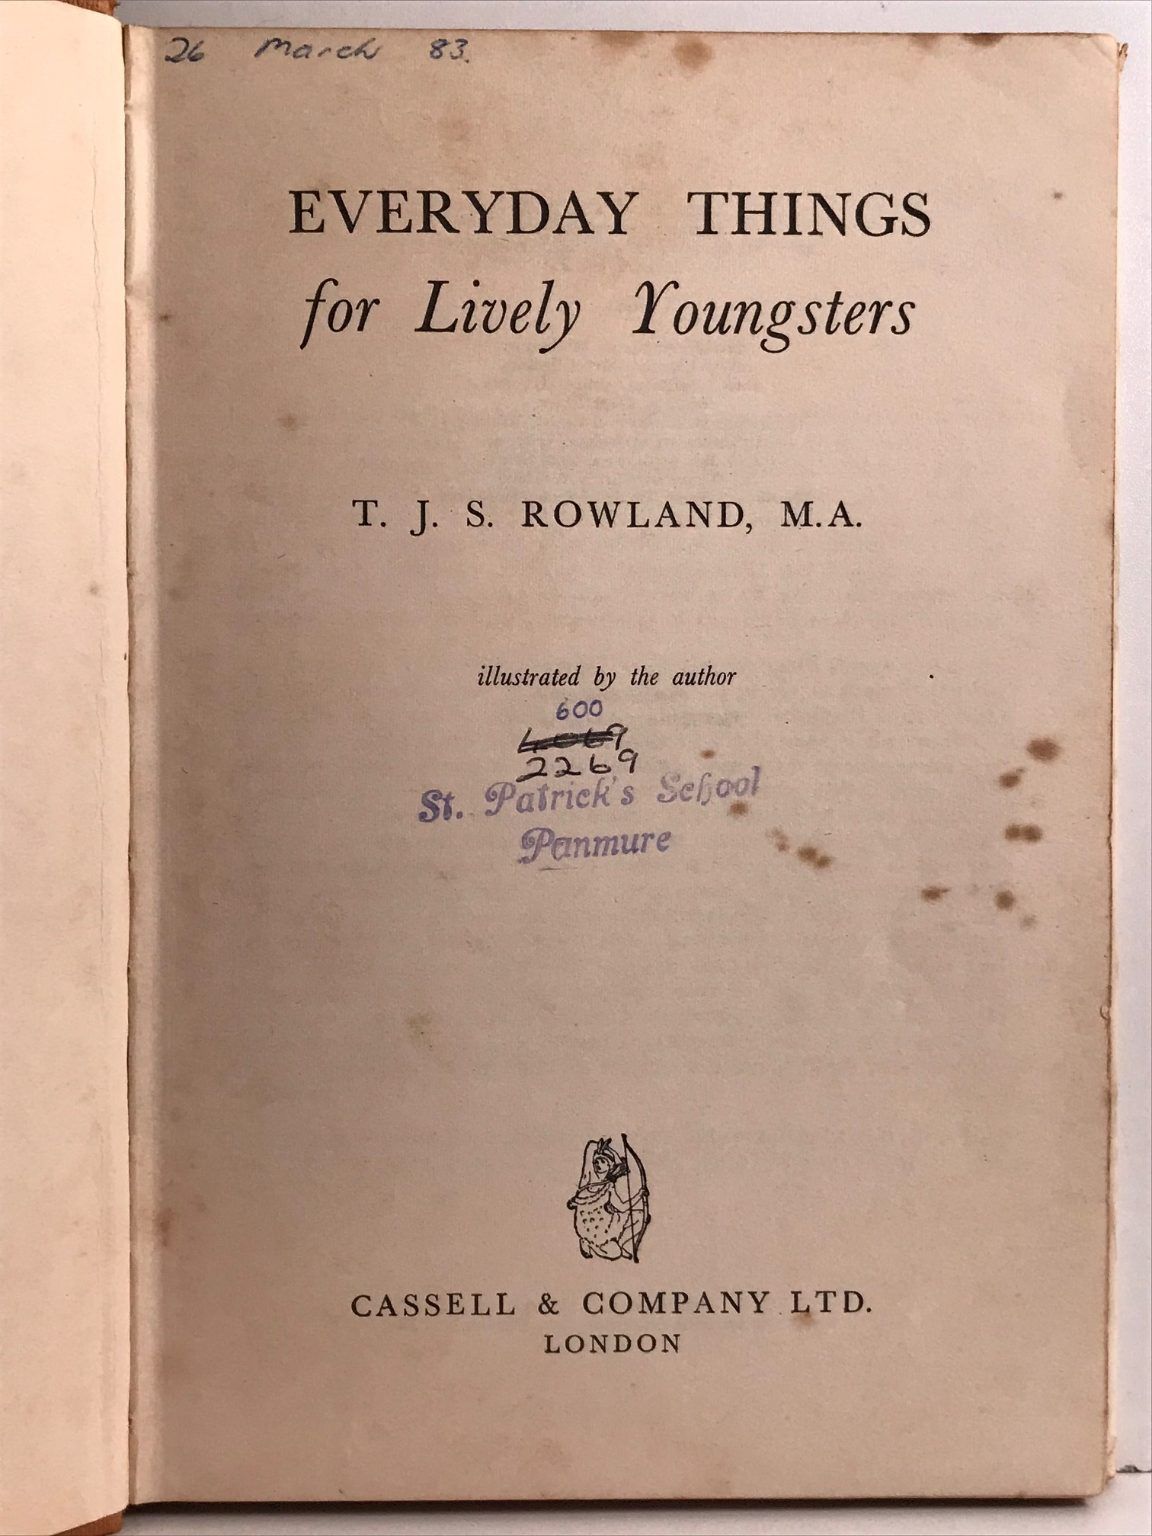 26 March 83.
EVERYDAY THINGS
for Lively Youngsters
T. J. S. ROWLAND, M.A.
illustrated by the author
600
4069
2269
St. Patrick's School
Panmure
CASSELL & COMPANY LTD.
LONDON